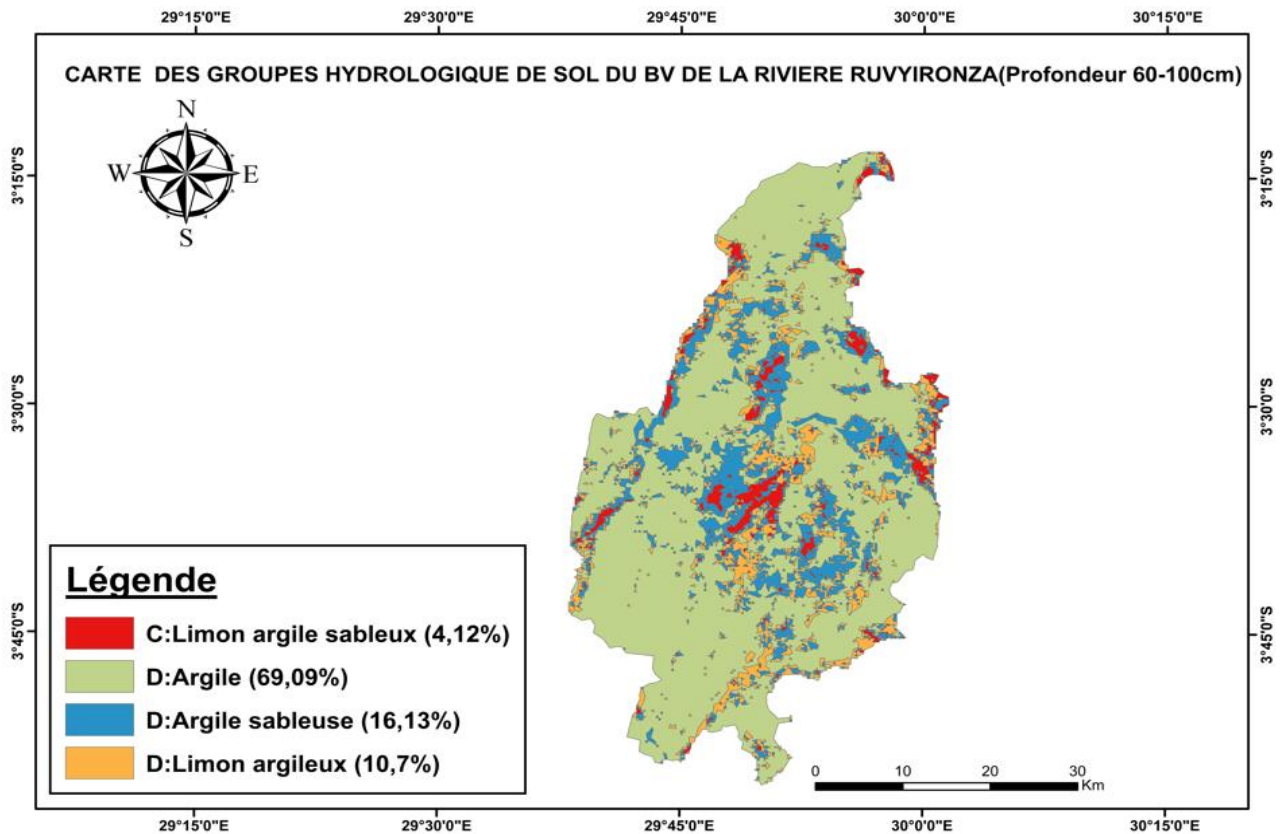 29°15'0"E 29°30'0"E 29°45'0"E 30°0'0"E 30°15'0"E
CARTE DES GROUPES HYDROLOGIQUE DE SOL DU BV DE LA RIVIERE RUVYIRONZA(Profondeur 60-100cm)
N
W E
S
3°15'0"S 3°15'0"S
3°30'0"S 3°30'0"S
3°45'0"S 3°45'0"S
Légende
C:Limon argile sableux (4,12%)
D:Argile (69,09%)
D:Argile sableuse (16,13%)
D:Limon argileux (10,7%)
0 10 20 30
Km
29°15'0"E 29°30'0"E 29°45'0"E 30°0'0"E 30°15'0"E